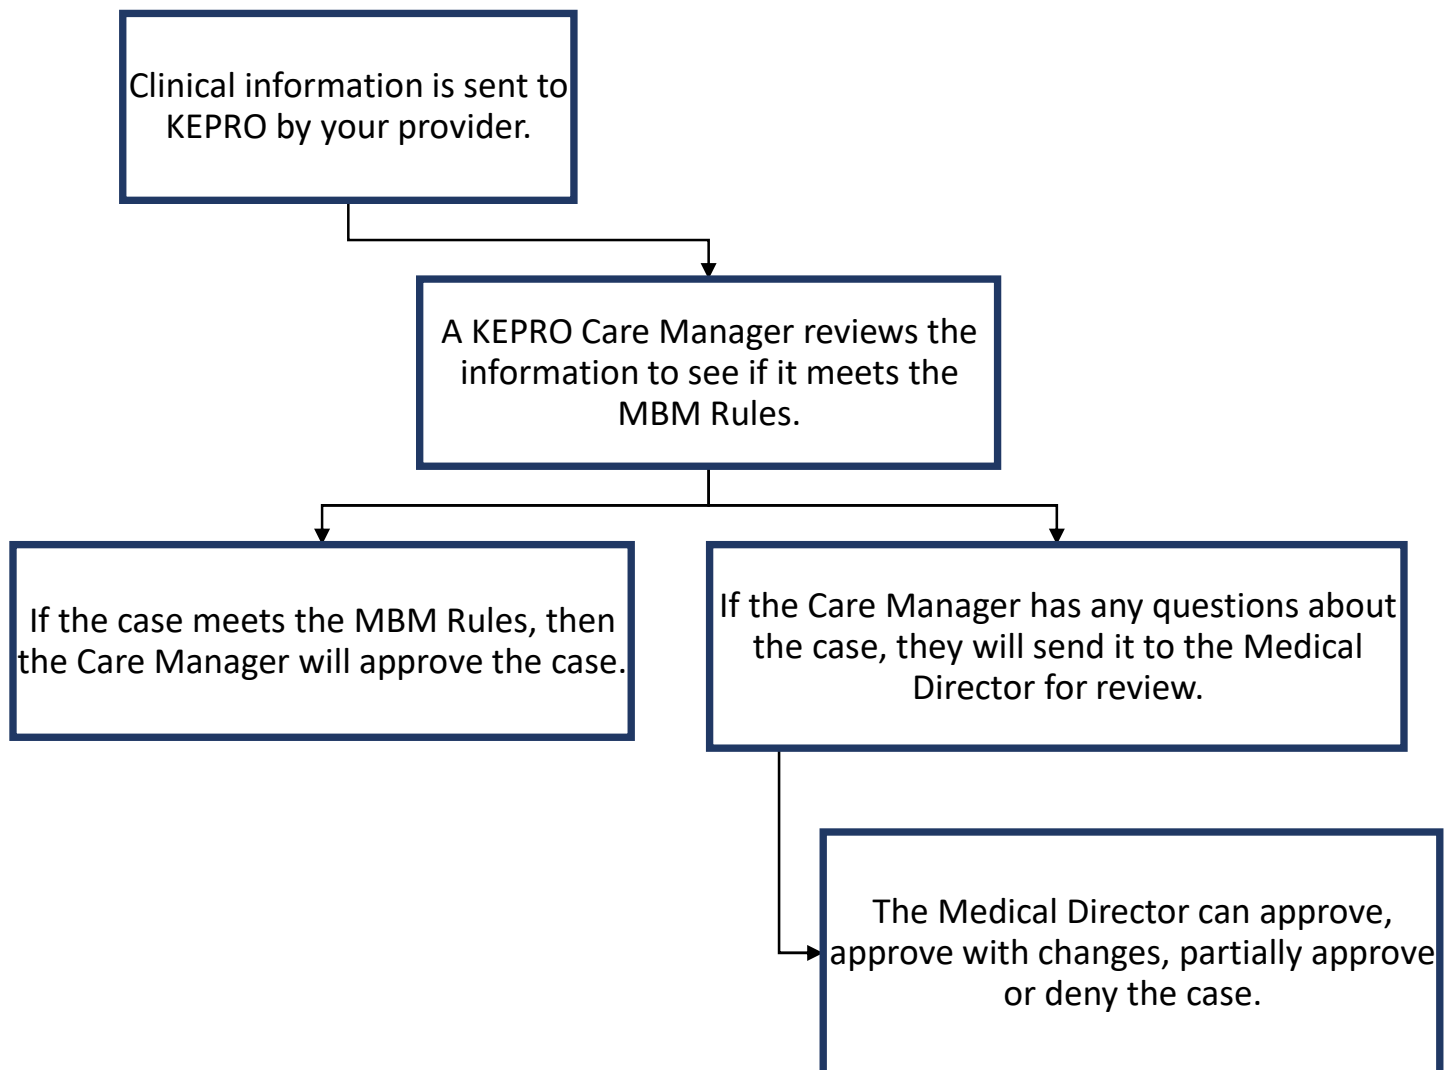 Clinical information is sent to
KEPRO by your provider.
A KEPRO Care Manager reviews the
information to see if it meets the
MBM Rules.
If the case meets the MBM Rules, then
the Care Manager will approve the case.
If the Care Manager has any questions about
the case, they will send it to the Medical
Director for review.
The Medical Director can approve,
approve with changes, partially approve
or deny the case.